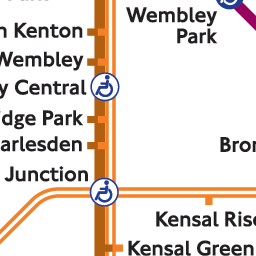 Wembley
Park
n Kenton
Wembley
y Central
dge Park
arlesden
Junction
Bron
Kensal Rise
Kensal Green